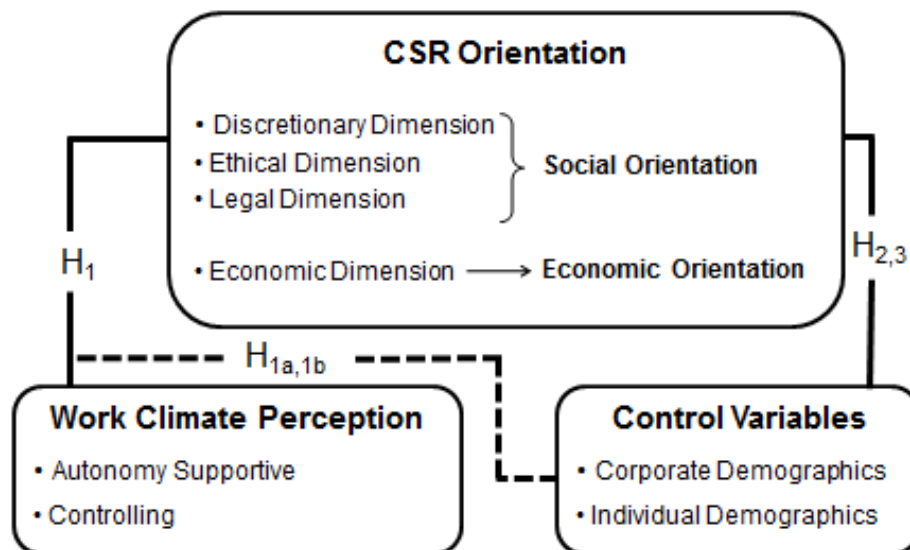 CSR Orientation
• Discretionary Dimension
• Ethical Dimension
• Legal Dimension
Social Orientation
• Economic Dimension
Economic Orientation
H1
H2,3
H1a,1b
Work Climate Perception
• Autonomy Supportive
• Controlling
Control Variables
• Corporate Demographics
• Individual Demographics